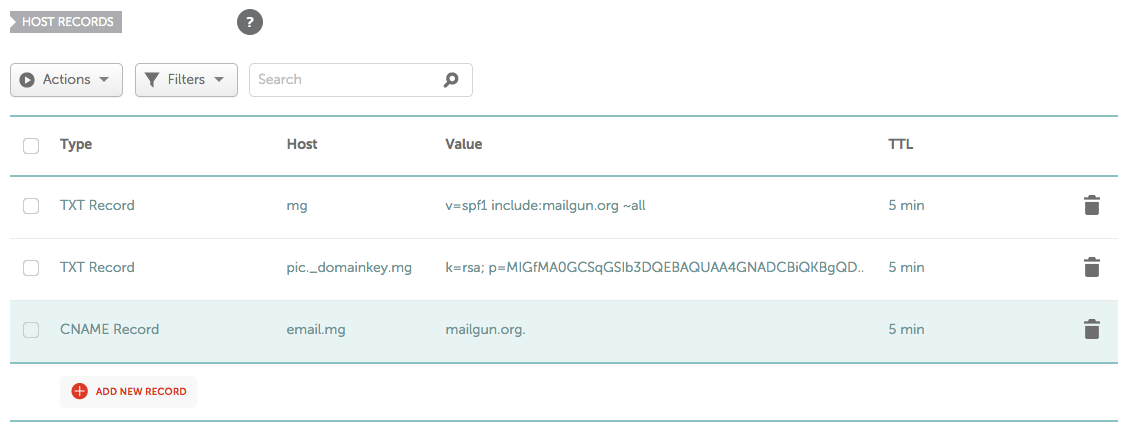 HOST RECORDS ?
Actions Filters Search
Type Host Value TTL
TXT Record mg v=spf1 include:mailgun.org ~all 5 min
TXT Record pic._domainkey.mg k=rsa; p=MIGfMA0GCSqGSIb3DQEBAQUAA4GNADCBiQKBgQD.. 5 min
CNAME Record email.mg mailgun.org. 5 min
ADD NEW RECORD